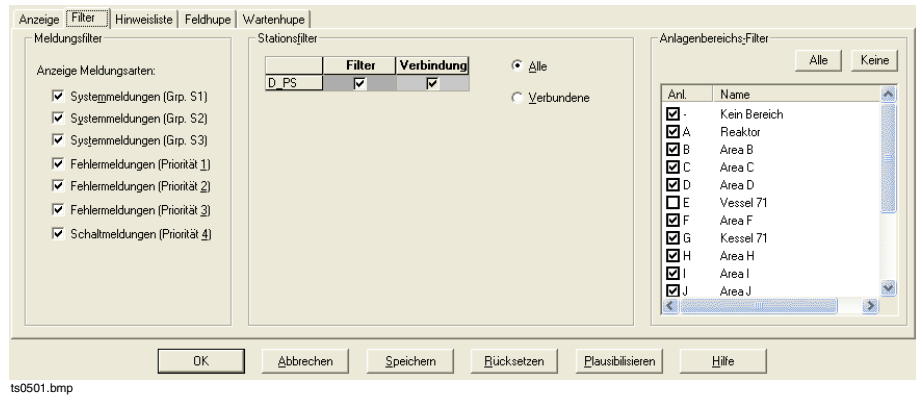 Anzeige Filter Hinweisliste Feldhupe Wartenhupe
Meldungsfilter
Anzeige Meldungsarten:
Systemmeldungen (Grp. S1)
Systemmeldungen (Grp. S2)
Systemmeldungen (Grp. S3)
Fehlermeldungen (Priorität 1)
Fehlermeldungen (Priorität 2)
Fehlermeldungen (Priorität 3)
Schaltmeldungen (Priorität 4)
Stationsfilter
Filter Verbindung
D_PS
Alle
Verbundene
Anlagenbereichs-Filter
Alle Keine
Anl. Name
- Kein Bereich
A Reaktor
B Area B
C Area C
D Area D
E Vessel 71
F Area F
G Kessel 71
H Area H
I Area I
J Area J
OK Abbrechen Speichern Rücksetzen Plausibilisieren Hilfe
ts0501.bmp